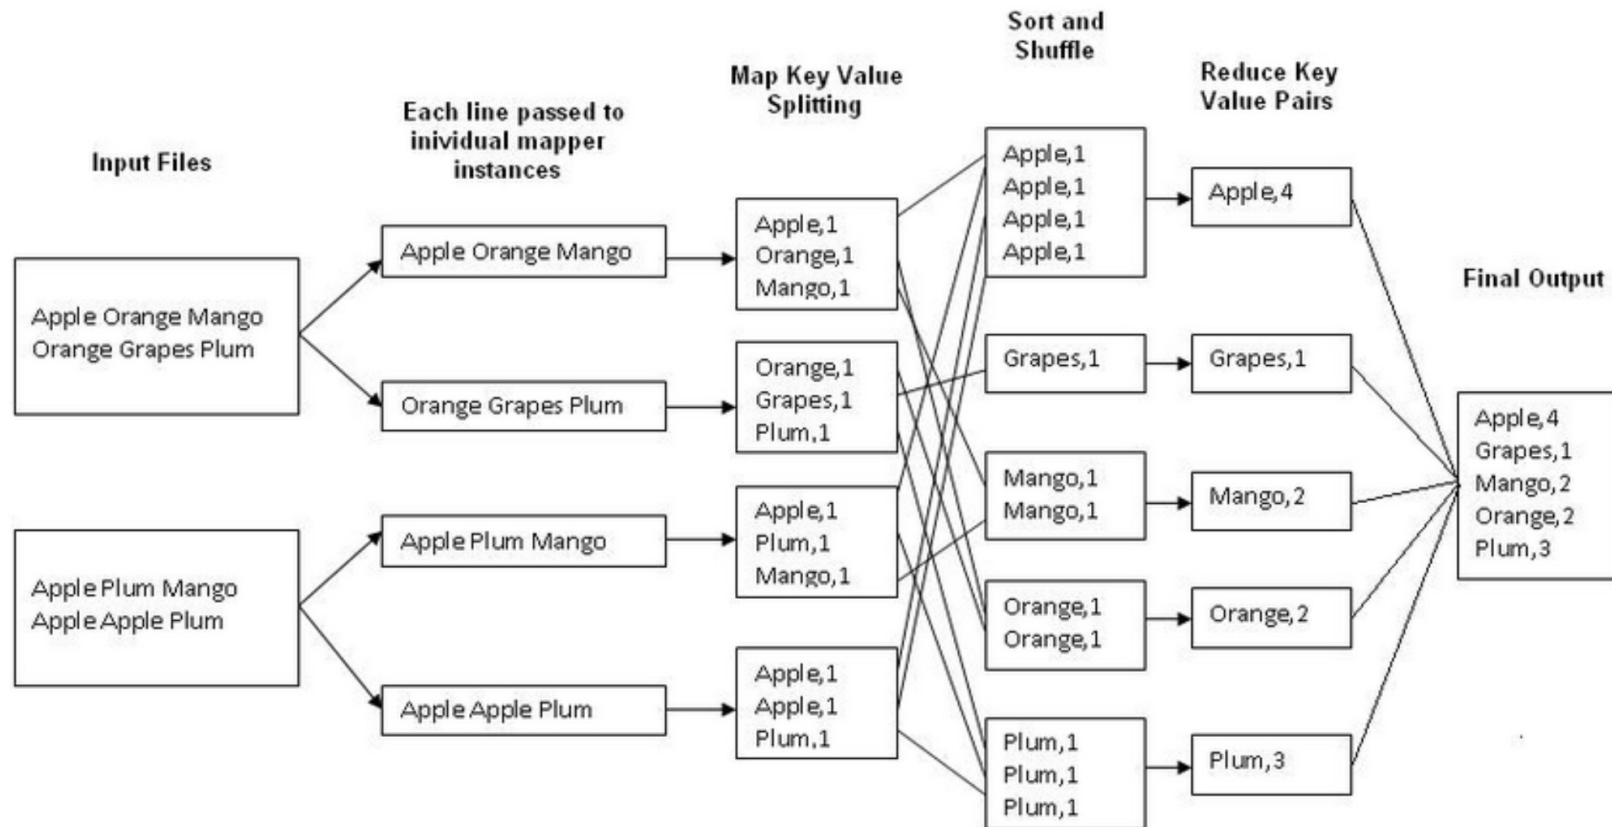 Input Files
Apple Orange Mango
Orange Grapes Plum
Apple Plum Mango
Apple Apple Plum
Each line passed to
inividual mapper
instances
Apple Orange Mango
Orange Grapes Plum
Apple Plum Mango
Apple Apple Plum
Map Key Value
Splitting
Apple,1
Orange,1
Mango,1
Orange,1
Grapes,1
Plum,1
Apple,1
Plum,1
Mango,1
Apple,1
Apple,1
Plum,1
Sort and
Shuffle
Apple,1
Apple,1
Apple,1
Apple,1
Grapes,1
Mango,1
Mango,1
Orange,1
Orange,1
Plum,1
Plum,1
Plum,1
Reduce Key
Value Pairs
Apple,4
Grapes,1
Mango,2
Orange,2
Plum,3
Final Output
Apple,4
Grapes,1
Mango,2
Orange,2
Plum,3